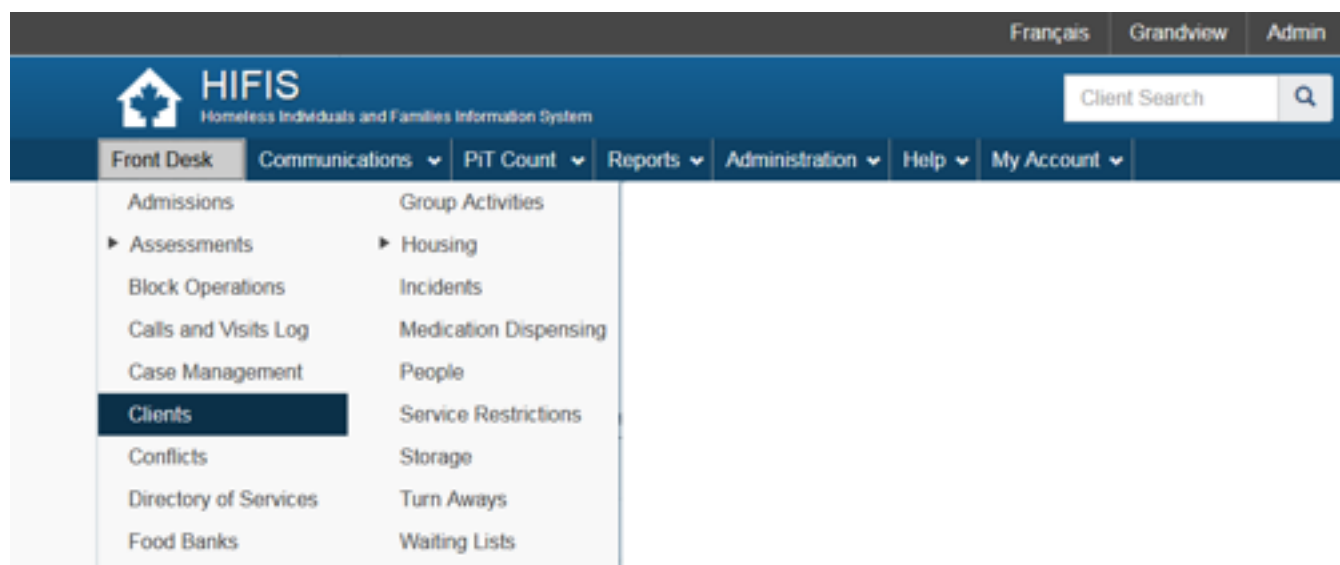 Français Grandview Admin
HIFIS
Homeless Individuals and Families Information System
Client Search
Front Desk Communications PiT Count Reports Administration Help My Account
Admissions Group Activities
Assessments Housing
Block Operations Incidents
Calls and Visits Log Medication Dispensing
Case Management People
Clients Service Restrictions
Conflicts Storage
Directory of Services Turn Aways
Food Banks Waiting Lists